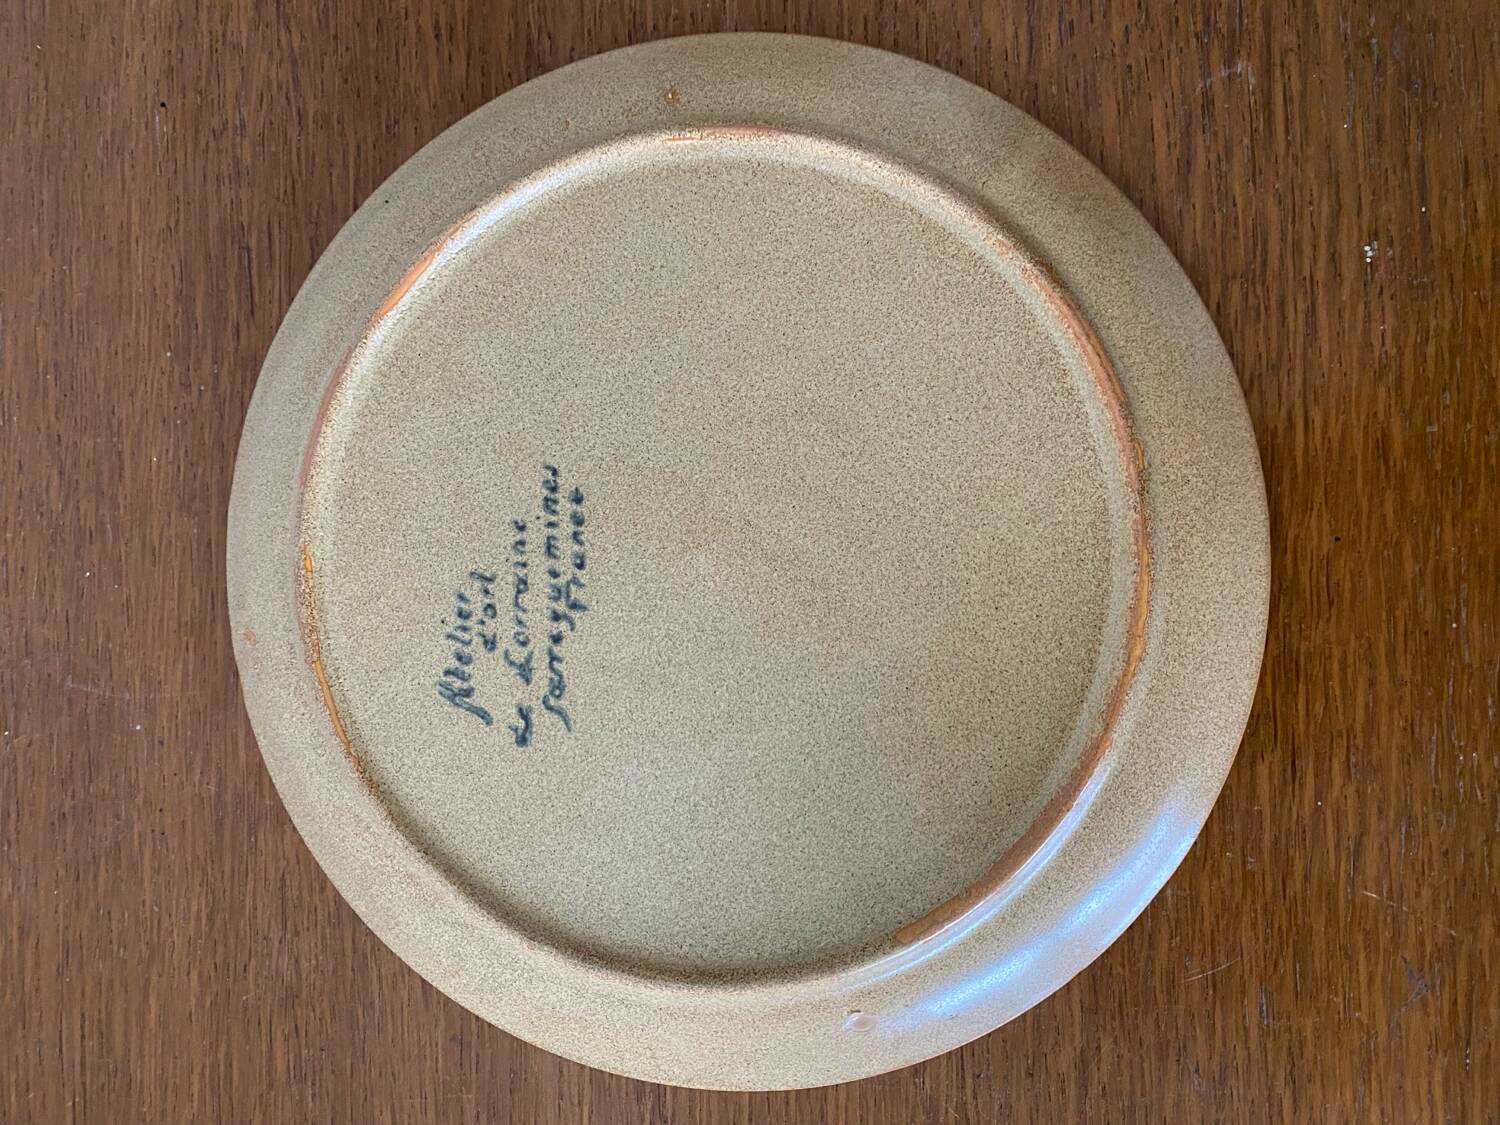 Atelier
d'art
de Lorraine
Sarreguemines
France